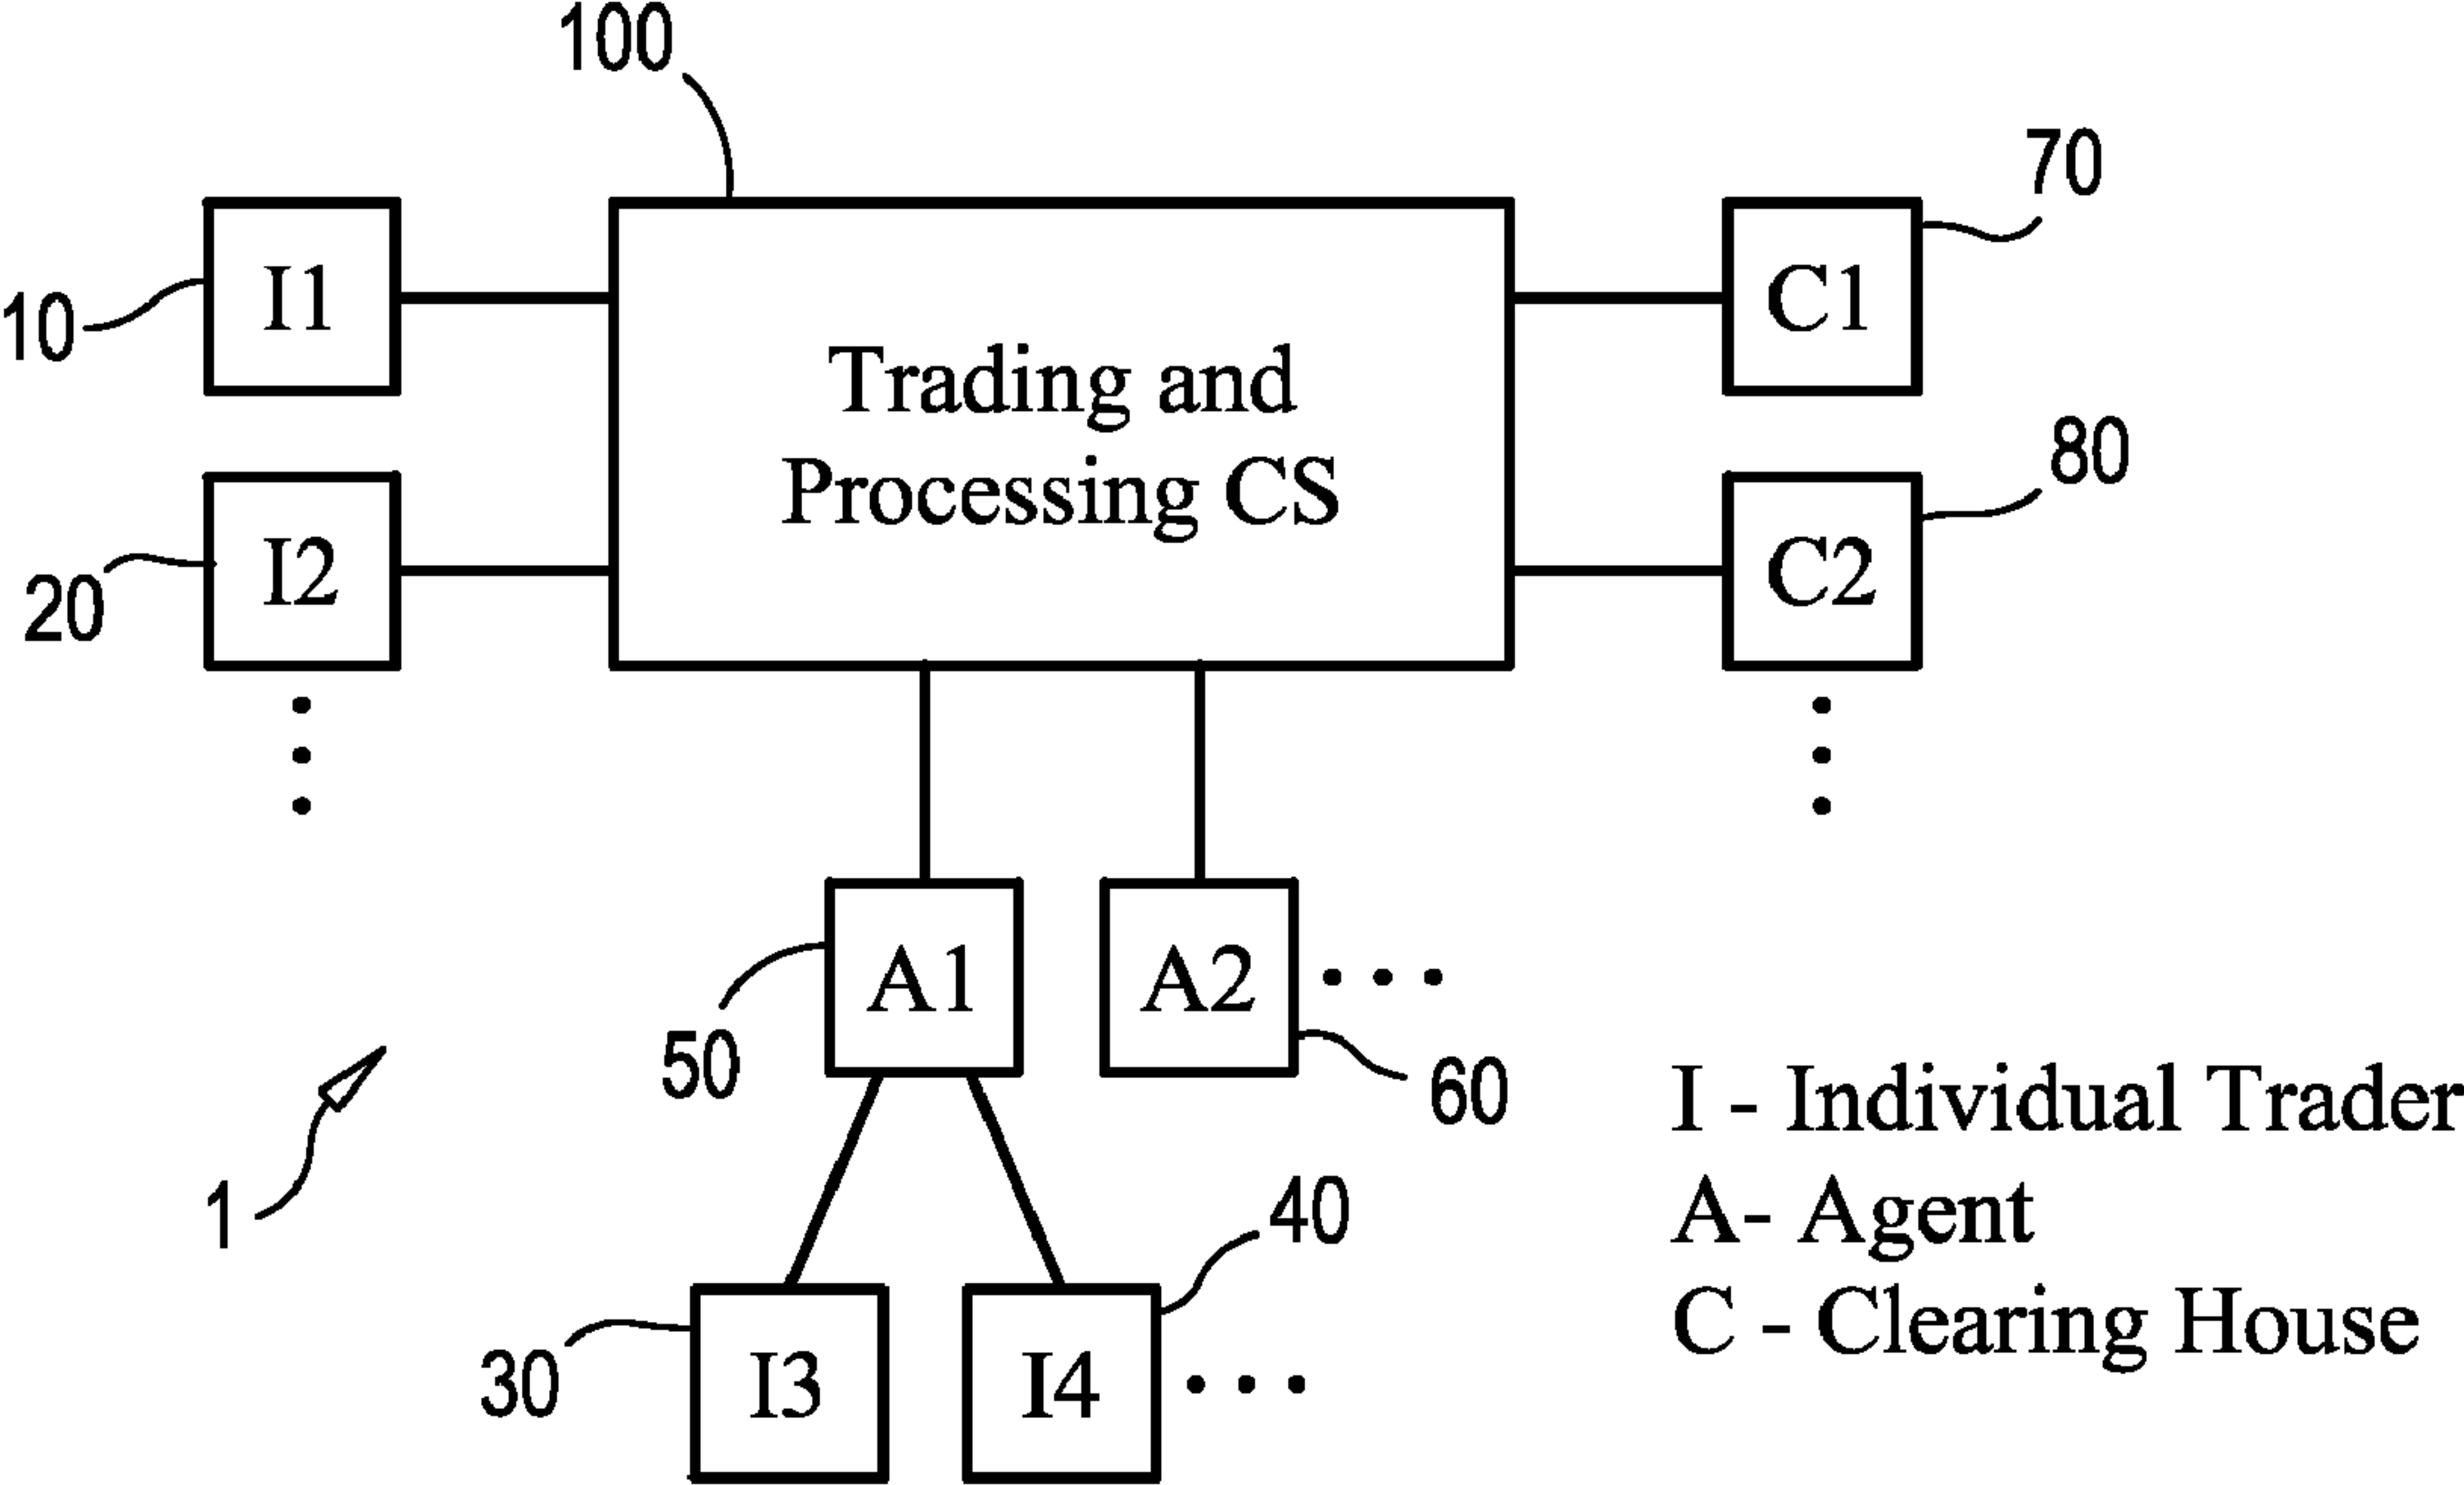 100
70
I1
C1
10
Trading and
Processing CS
80
I2
C2
20
A1
A2
50
60
I - Individual Trader
1
40
A- Agent
C - Clearing House
30
I3
I4